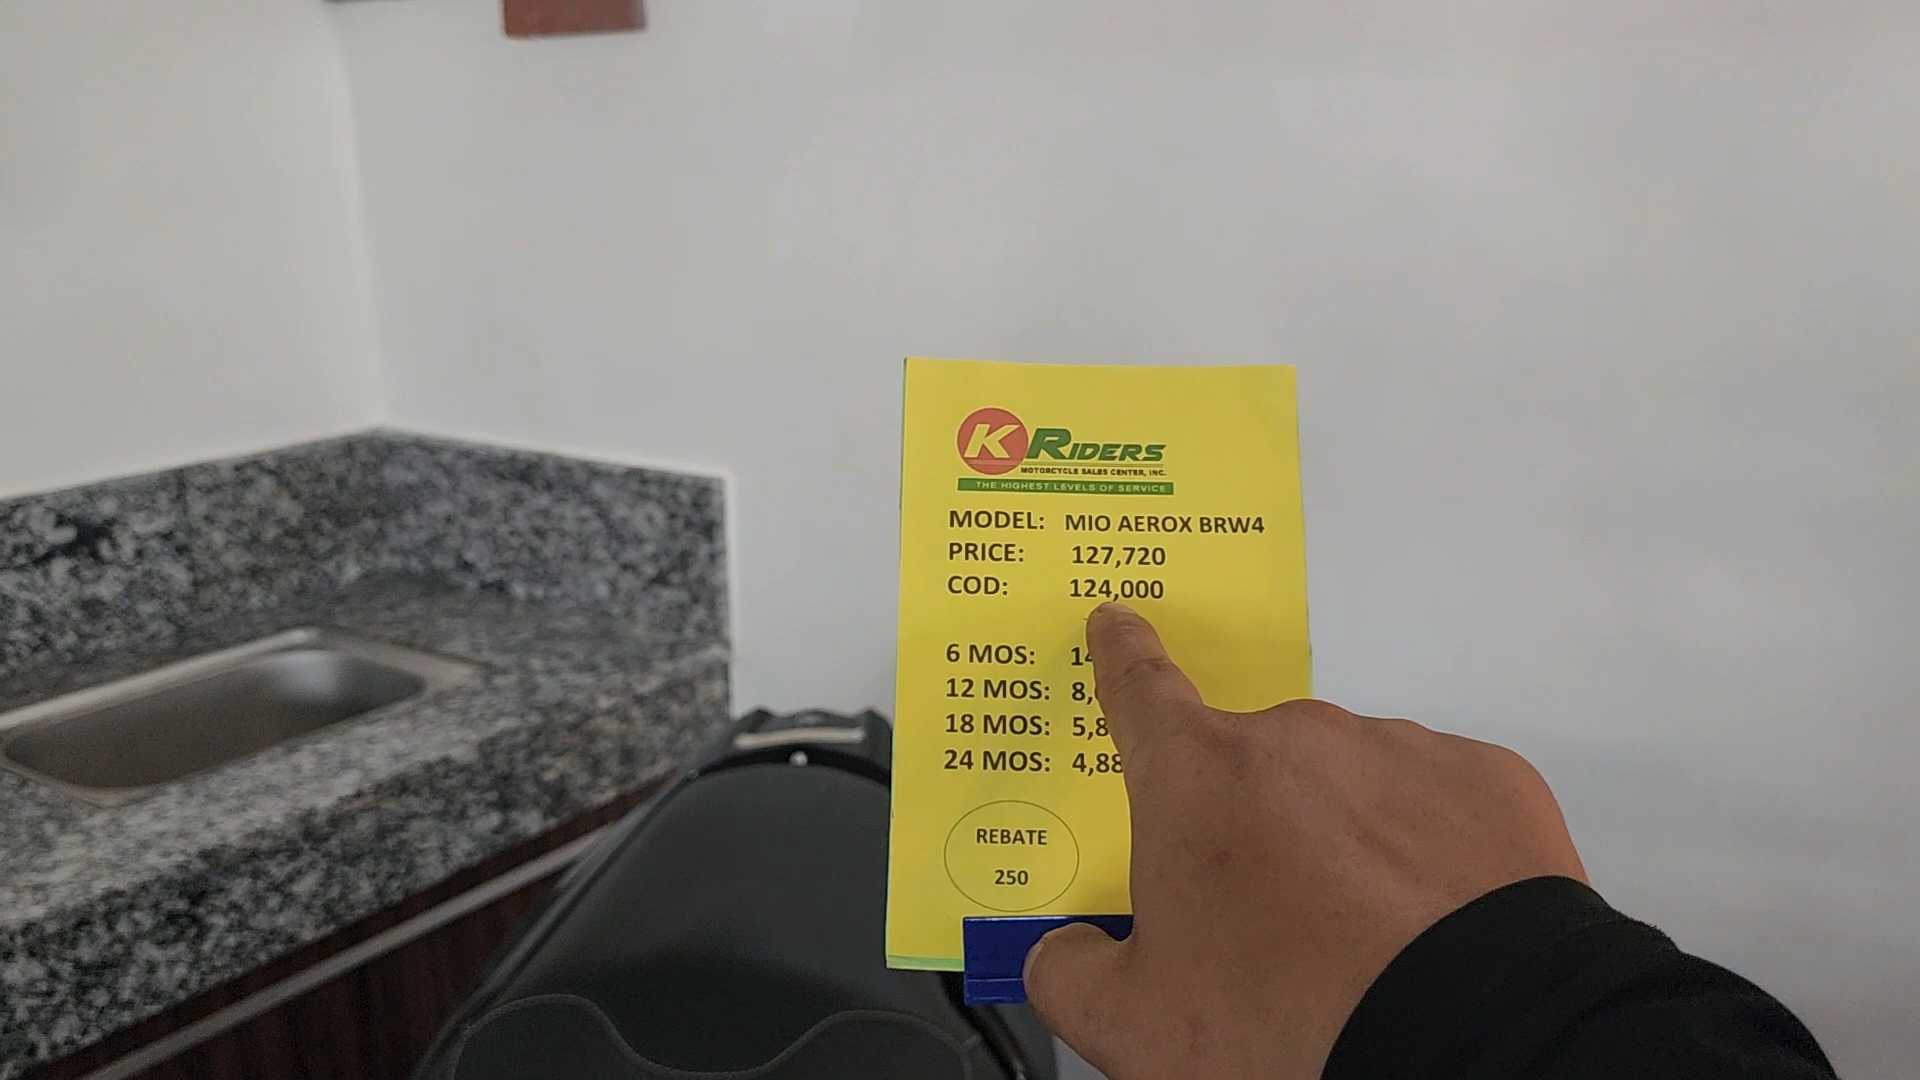 K RIDERS
MOTORCYCLE SALES CENTER, INC.
THE HIGHEST LEVELS OF SERVICE
MODEL: MIO AEROX BRW4
PRICE: 127,720
COD: 124,000
6 MOS:
12 MOS:
18 MOS:
24 MOS:
REBATE
250